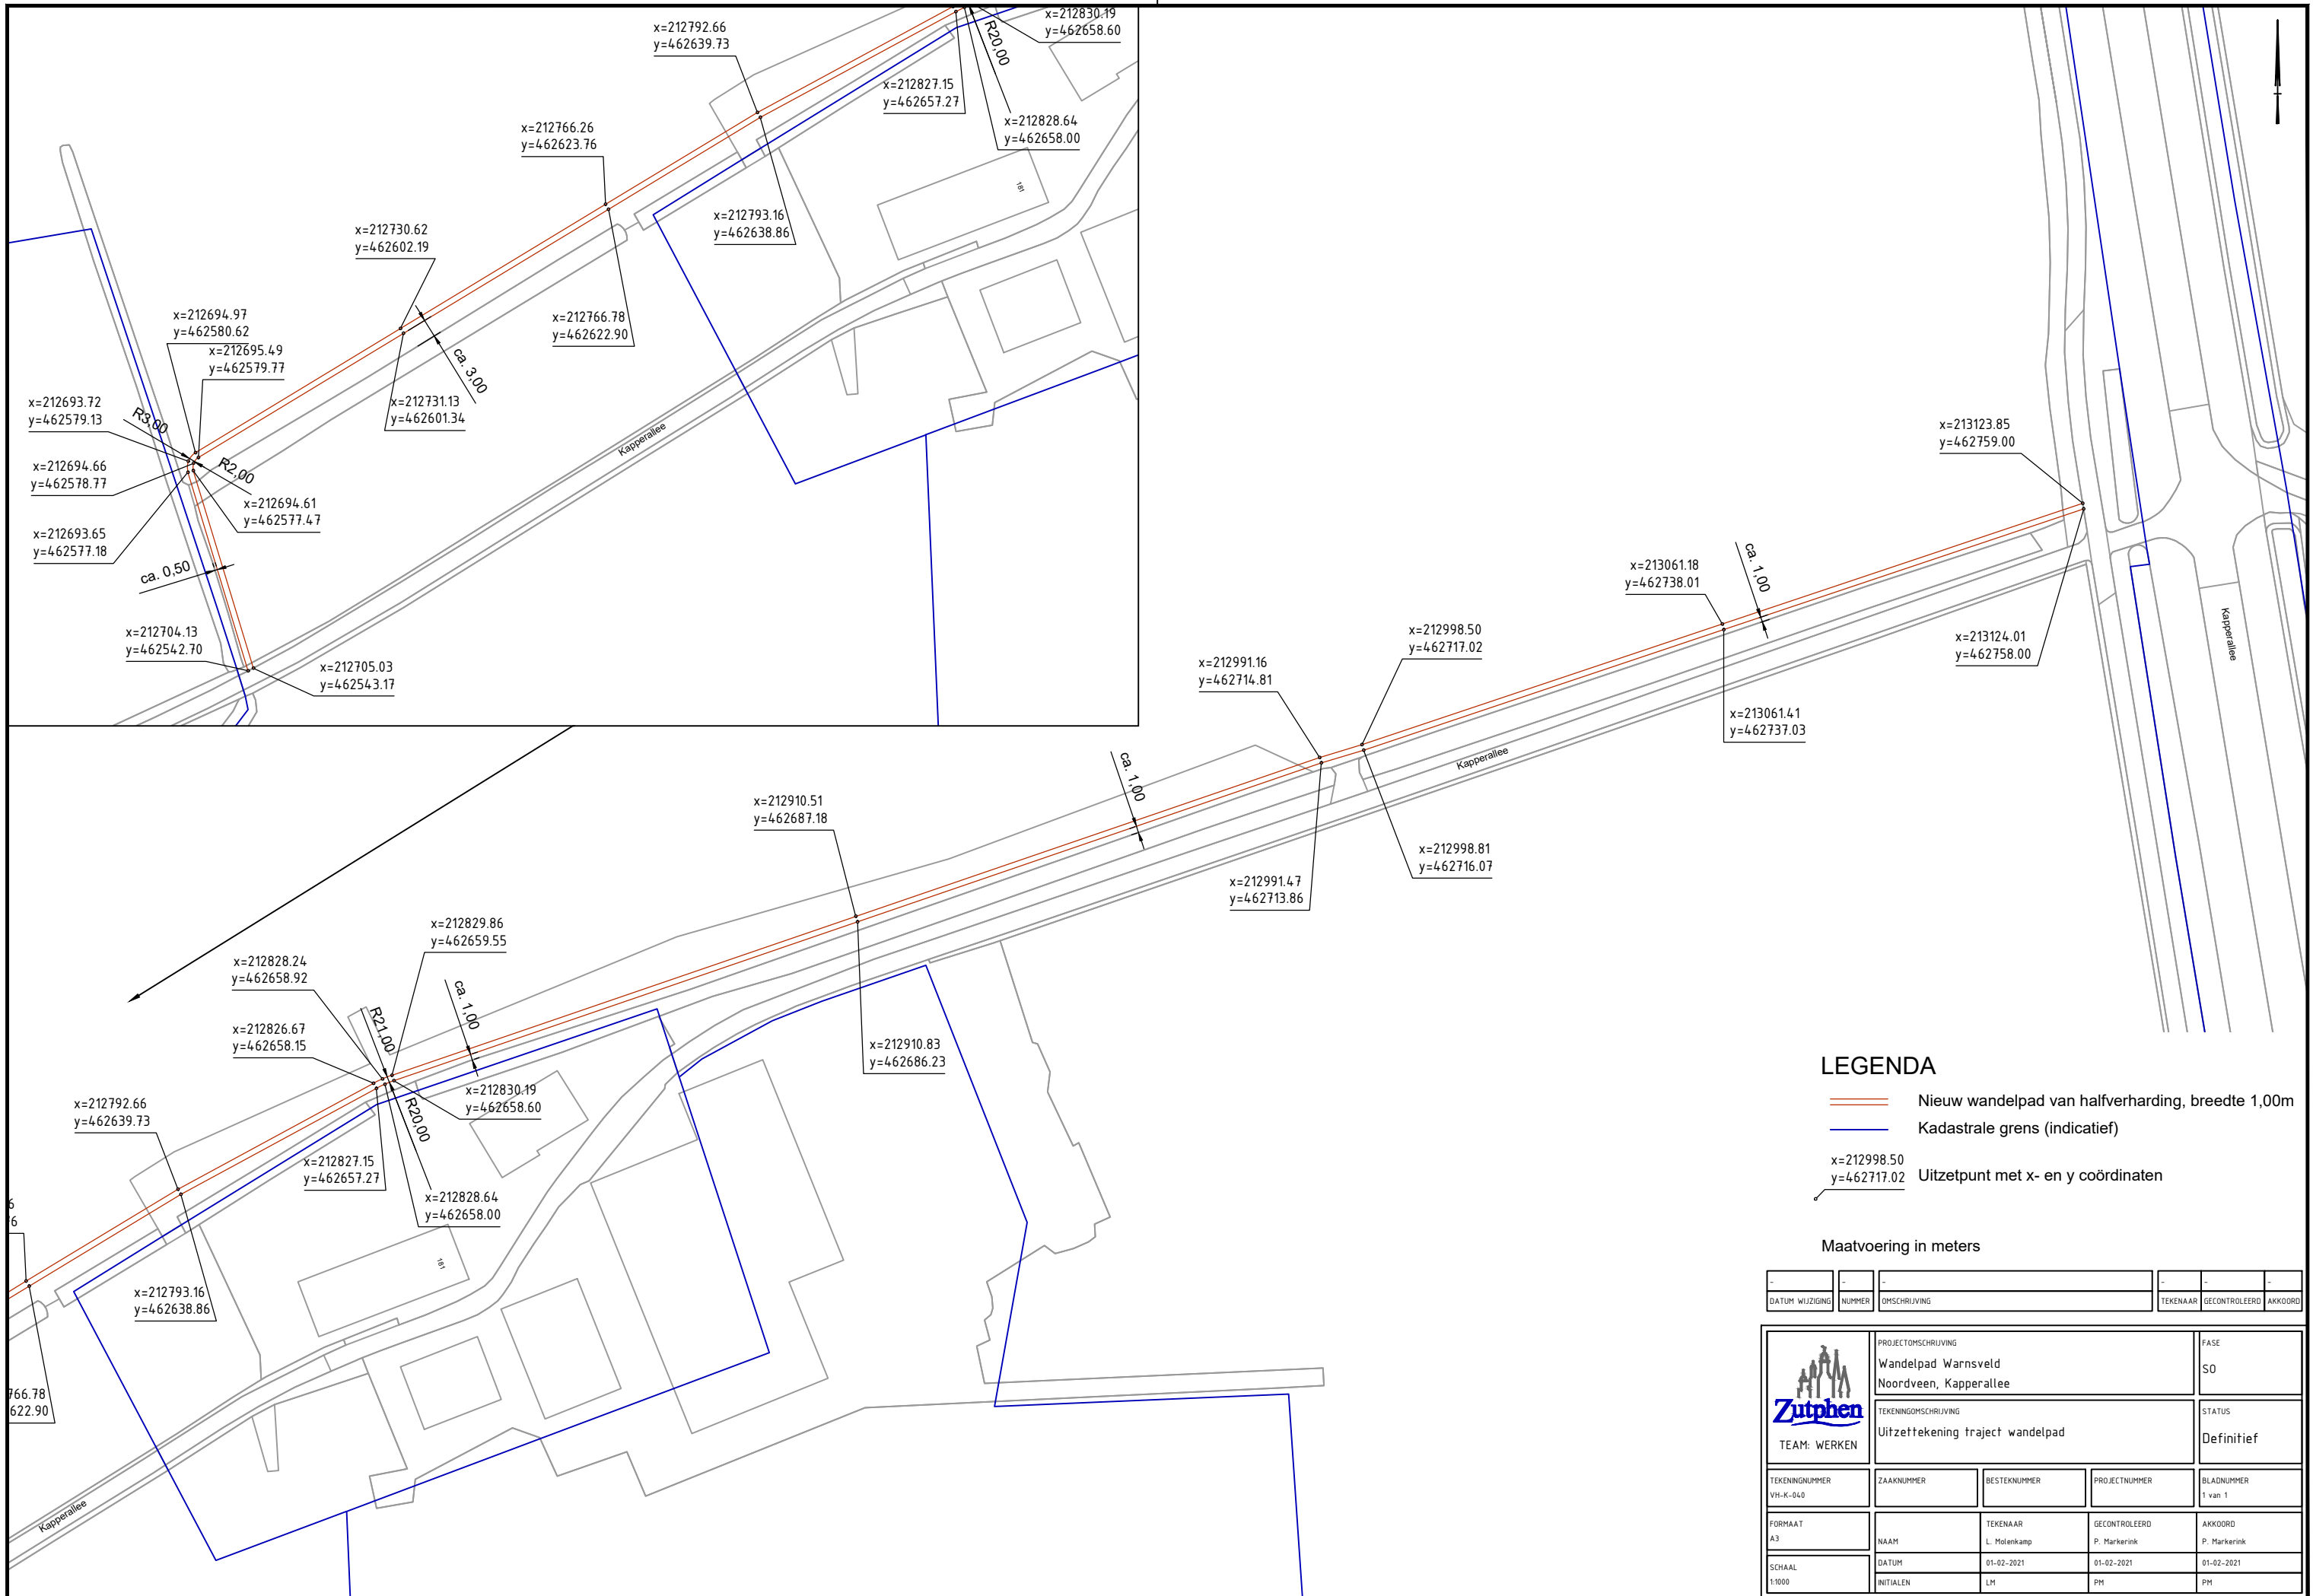 x=212792.66
y=462639.73
x=212830.19
y=462658.60
R20,00
x=212827.15
y=462657.27
x=212828.64
y=462658.00
x=212766.26
y=462623.76
x=212793.16
y=462638.86
181
x=212730.62
y=462602.19
x=212766.78
y=462622.90
x=212694.97
y=462580.62
x=212695.49
y=462579.77
ca. 3,00
x=212731.13
y=462601.34
x=212693.72
y=462579.13
R3,00
R2,00
x=212694.66
y=462578.77
x=212694.61
y=462577.47
x=212693.65
y=462577.18
ca. 0,50
Kapperallee
x=212704.13
y=462542.70
x=212705.03
y=462543.17
x=213123.85
y=462759.00
x=213061.18
y=462738.01
ca. 1,00
x=213124.01
y=462758.00
Kapperallee
x=212998.50
y=462717.02
x=212991.16
y=462714.81
x=213061.41
y=462737.03
Kapperallee
ca. 1,00
x=212910.51
y=462687.18
x=212998.81
y=462716.07
x=212991.47
y=462713.86
x=212829.86
y=462659.55
x=212828.24
y=462658.92
ca. 1,00
R21,00
x=212826.67
y=462658.15
x=212910.83
y=462686.23
x=212830.19
y=462658.60
R20,00
x=212792.66
y=462639.73
x=212827.15
y=462657.27
x=212828.64
y=462658.00
6
6
181
x=212793.16
y=462638.86
766.78
622.90
Kapperallee
LEGENDA
Nieuw wandelpad van halfverharding, breedte 1,00m
Kadastrale grens (indicatief)
x=212998.50
y=462717.02
Uitzetpunt met x- en y coördinaten
Maatvoering in meters
- - - - - -
DATUM WIJZIGING NUMMER OMSCHRIJVING TEKENAAR GECONTROLEERD AKKOORD
Zutphen
TEAM: WERKEN
PROJECTOMSCHRIJVING
Wandelpad Warnsveld
Noordveen, Kapperallee
FASE
SO
TEKENINGOMSCHRIJVING
Uitzettekening traject wandelpad
STATUS
Definitief
TEKENINGNUMMER
VH-K-040
ZAAKNUMMER
BESTEKNUMMER
PROJECTNUMMER
BLADNUMMER
1 van 1
FORMAAT
A3
SCHAAL
1:1000
TEKENAAR GECONTROLEERD AKKOORD
NAAM L. Molenkamp P. Markerink P. Markerink
DATUM 01-02-2021 01-02-2021 01-02-2021
INITIALEN LM PM PM